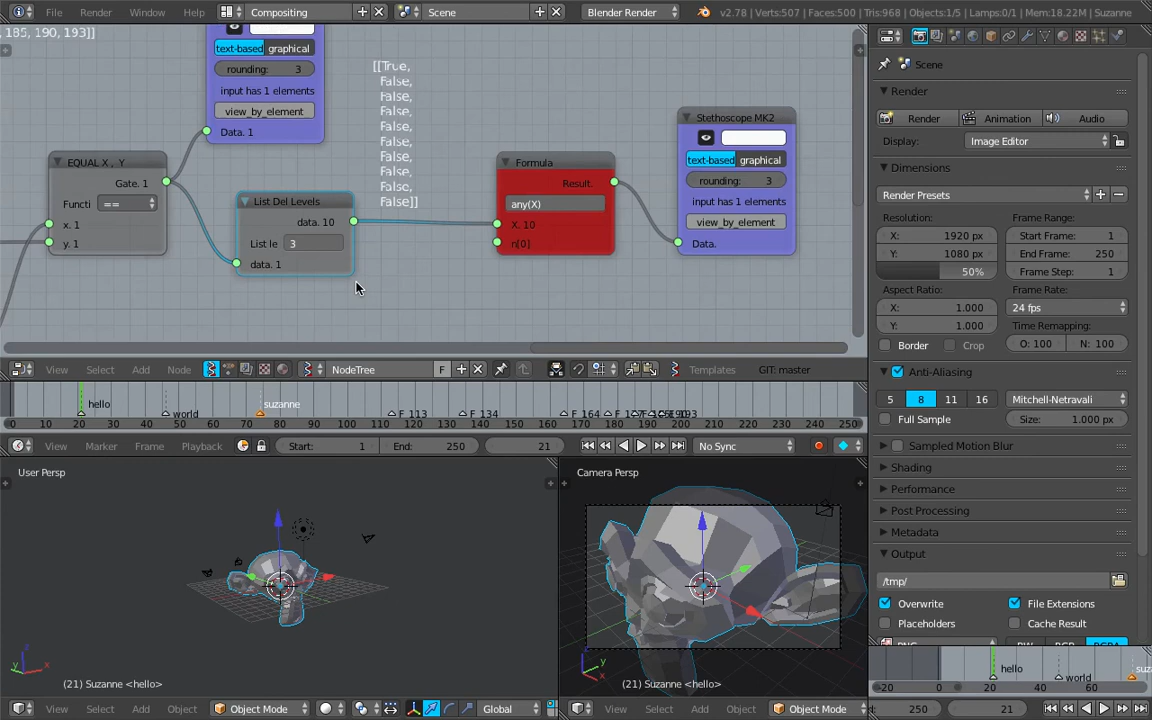 File
Render
Window
Help
Compositing
Scene
Blender Render
v2.78 | Verts:507 | Faces:500 | Tris:968 | Objects:1/5 | Lamps:0/1 | Mem:18.22M | Suzanne
, 185, 190, 193]]
text-based graphical
rounding: 3
input has 1 elements
view_by_element
Data. 1
[[True,
False,
False,
False,
False,
False,
False,
False,
False,
False]]
EQUAL X , Y
Gate. 1
Functi ==
x. 1
y. 1
List Del Levels
data. 10
List le 3
data. 1
Formula
Result.
any(X)
X. 10
n[0]
Stethoscope MK2
text-based graphical
rounding: 3
input has 1 elements
view_by_element
Data.
View
Select
Add
Node
NodeTree
F
Templates
GIT: master
hello
world
suzanne
F_113
F_134
F_164
0 10 20 30 40 50 60 70 80 90 100 110 120 130 140 150 160 170 180 190 200 210 220 230 240 250
View
Marker
Frame
Playback
Start: 1
End: 250
21
No Sync
User Persp
(21) Suzanne <hello>
Camera Persp
(21) Suzanne <hello>
View
Select
Add
Object
Object Mode
Global
View
Select
Add
Object
Object Mode
Scene
Render
Render
Animation
Audio
Display:
Image Editor
Dimensions
Render Presets
Resolution:
Frame Range:
X: 1920 px
Start Frame: 1
Y: 1080 px
End Frame: 250
50%
Frame Step: 1
Aspect Ratio:
Frame Rate:
X: 1.000
24 fps
Y: 1.000
Time Remapping:
Border
Crop
O: 100
N: 100
Anti-Aliasing
5
8
11
16
Mitchell-Netravali
Full Sample
Size: 1.000 px
Sampled Motion Blur
Shading
Performance
Post Processing
Metadata
Output
/tmp/
Overwrite
File Extensions
Placeholders
Cache Result
hello
world
-20 0 20 40 60
250
21